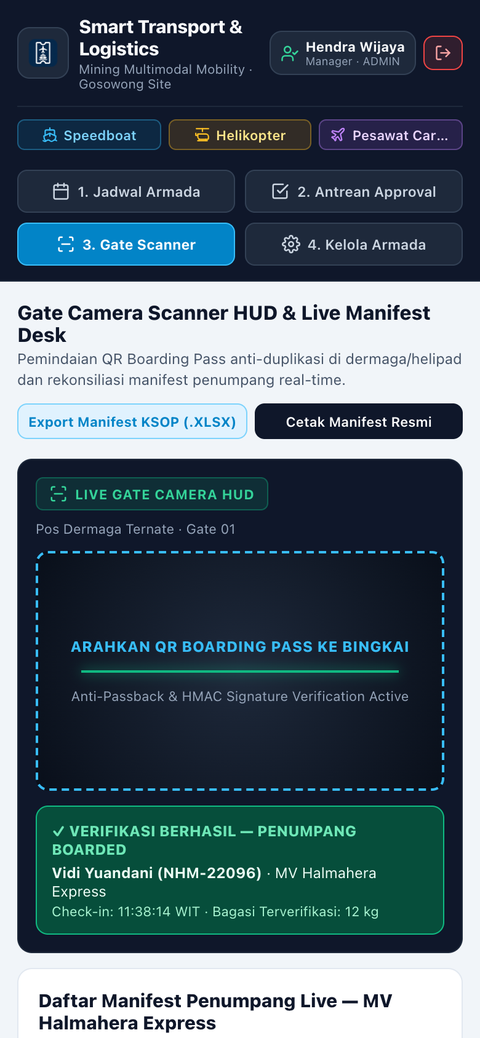 Smart Transport &
Logistics
Mining Multimodal Mobility ·
Gosowong Site
Hendra Wijaya
Manager · ADMIN
Speedboat
Helikopter
Pesawat Car...
1. Jadwal Armada
2. Antrean Approval
3. Gate Scanner
4. Kelola Armada
Gate Camera Scanner HUD & Live Manifest
Desk
Pemindaian QR Boarding Pass anti-duplikasi di dermaga/helipad
dan rekonsiliasi manifest penumpang real-time.
Export Manifest KSOP (.XLSX)
Cetak Manifest Resmi
LIVE GATE CAMERA HUD
Pos Dermaga Ternate · Gate 01
ARAHKAN QR BOARDING PASS KE BINGKAI
Anti-Passback & HMAC Signature Verification Active
✓ VERIFIKASI BERHASIL — PENUMPANG
BOARDED
Vidi Yuandani (NHM-22096) · MV Halmahera
Express
Check-in: 11:38:14 WIT · Bagasi Terverifikasi: 12 kg
Daftar Manifest Penumpang Live — MV
Halmahera Express